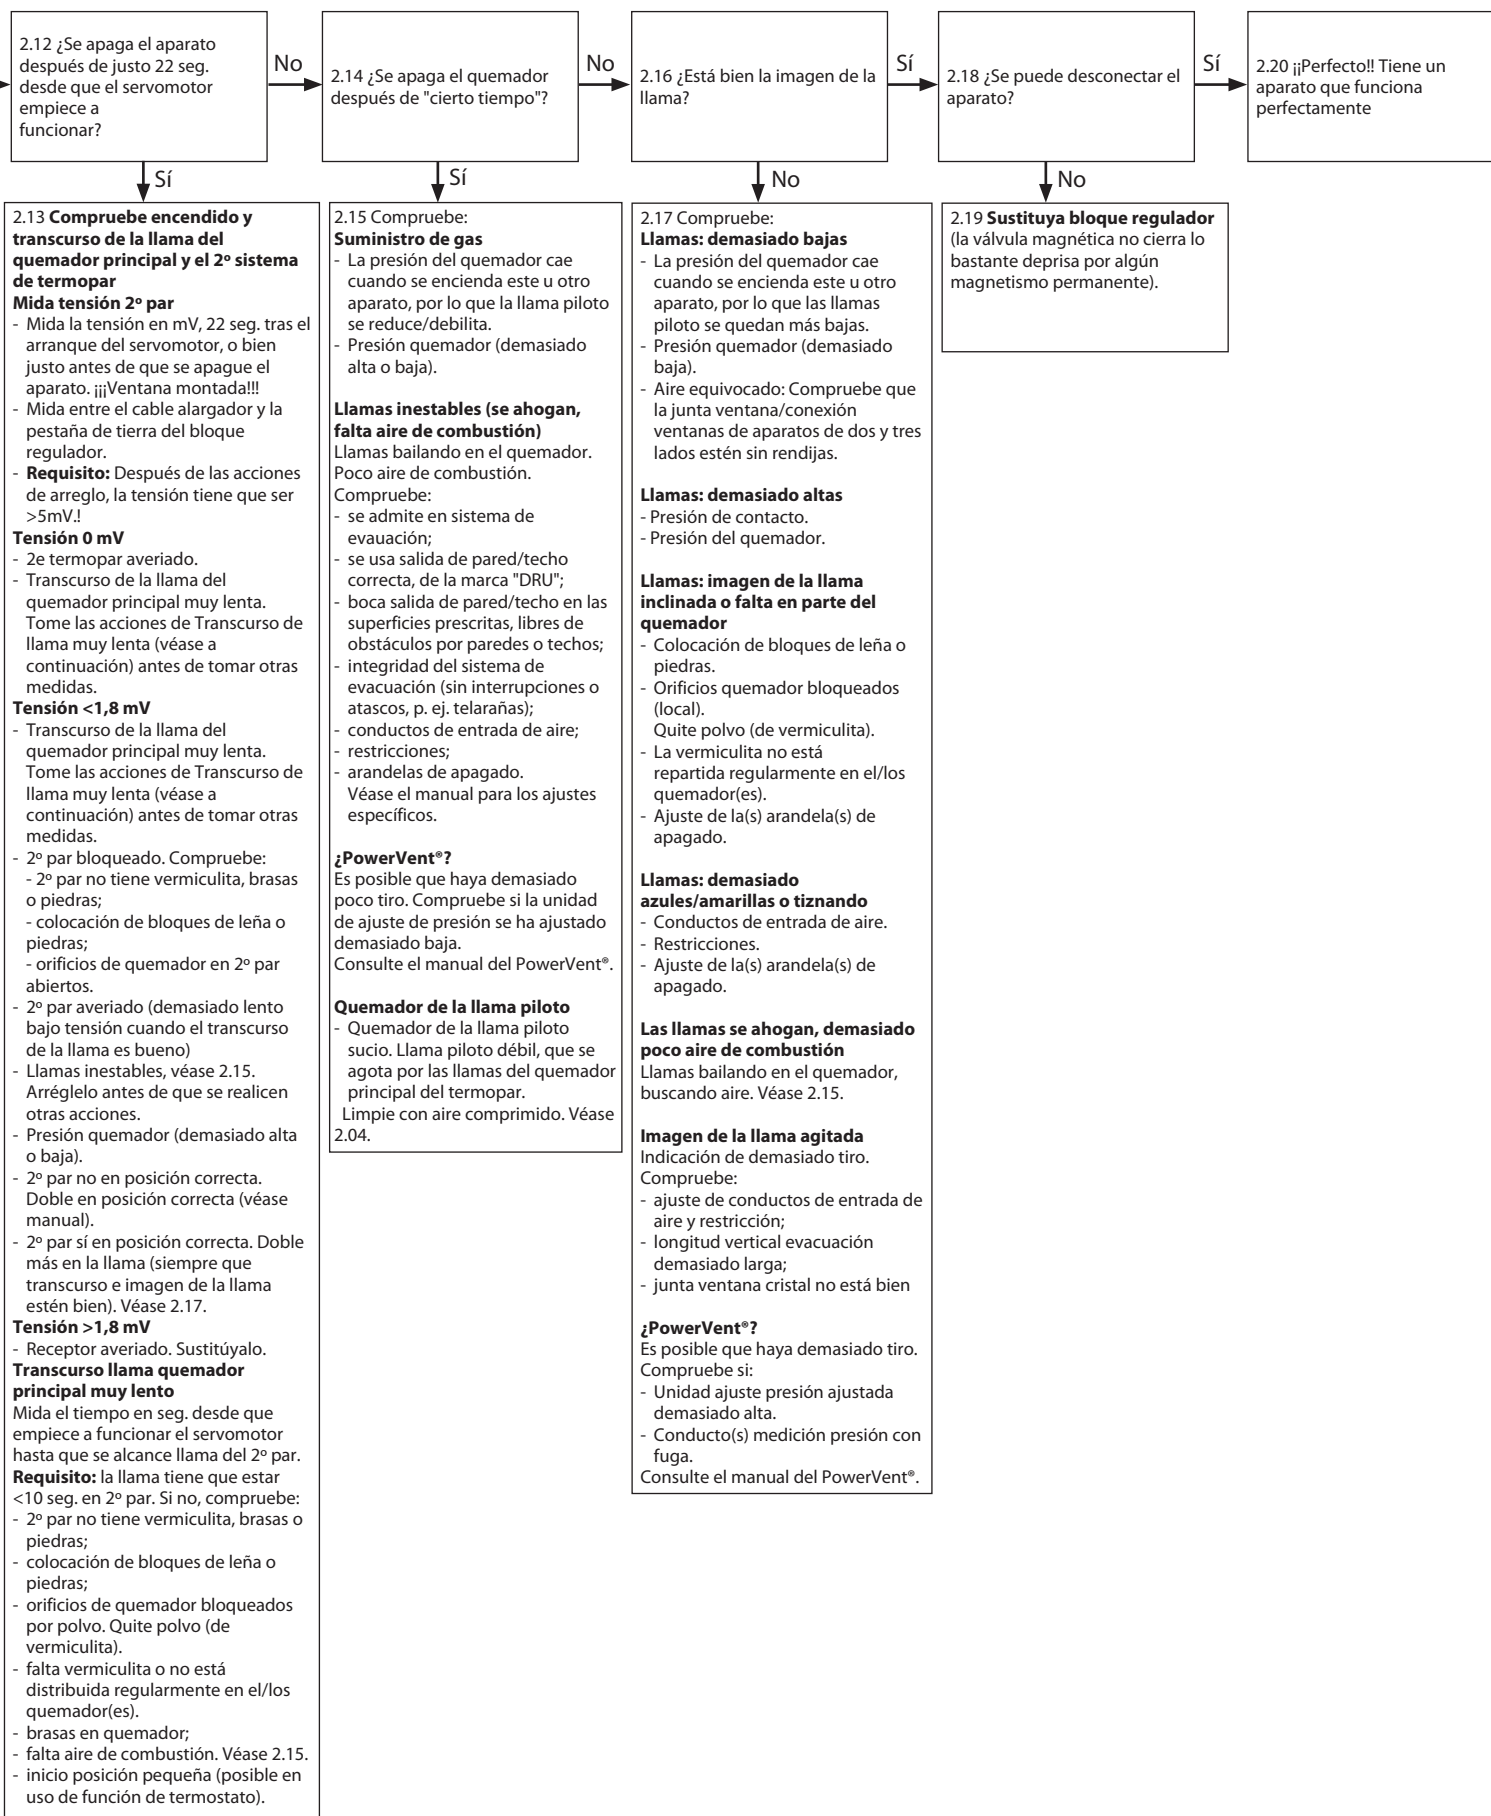 2.12 ¿Se apaga el aparato
después de justo 22 seg.
desde que el servomotor
empiece a
funcionar?
No
2.14 ¿Se apaga el quemador
después de "cierto tiempo"?
No
2.16 ¿Está bien la imagen de la
llama?
Sí
2.18 ¿Se puede desconectar el
aparato?
Sí
2.20 ¡¡Perfecto!! Tiene un
aparato que funciona
perfectamente
Sí
Sí
No
No
2.13 Compruebe encendido y
transcurso de la llama del
quemador principal y el 2º sistema
de termopar
Mida tensión 2º par
- Mida la tensión en mV, 22 seg. tras el
arranque del servomotor, o bien
justo antes de que se apague el
aparato. ¡¡¡Ventana montada!!!
- Mida entre el cable alargador y la
pestaña de tierra del bloque
regulador.
- Requisito: Después de las acciones
de arreglo, la tensión tiene que ser
>5mV.!
Tensión 0 mV
- 2e termopar averiado.
- Transcurso de la llama del
quemador principal muy lenta.
Tome las acciones de Transcurso de
llama muy lenta (véase a
continuación) antes de tomar otras
medidas.
Tensión <1,8 mV
- Transcurso de la llama del
quemador principal muy lenta.
Tome las acciones de Transcurso de
llama muy lenta (véase a
continuación) antes de tomar otras
medidas.
- 2º par bloqueado. Compruebe:
- 2º par no tiene vermiculita, brasas
o piedras;
- colocación de bloques de leña o
piedras;
- orificios de quemador en 2º par
abiertos.
- 2º par averiado (demasiado lento
bajo tensión cuando el transcurso
de la llama es bueno)
- Llamas inestables, véase 2.15.
Arréglelo antes de que se realicen
otras acciones.
- Presión quemador (demasiado alta
o baja).
- 2º par no en posición correcta.
Doble en posición correcta (véase
manual).
- 2º par sí en posición correcta. Doble
más en la llama (siempre que
transcurso e imagen de la llama
estén bien). Véase 2.17.
Tensión >1,8 mV
- Receptor averiado. Sustitúyalo.
Transcurso llama quemador
principal muy lento
Mida el tiempo en seg. desde que
empiece a funcionar el servomotor
hasta que se alcance llama del 2º par.
Requisito: la llama tiene que estar
<10 seg. en 2º par. Si no, compruebe:
- 2º par no tiene vermiculita, brasas o
piedras;
- colocación de bloques de leña o
piedras;
- orificios de quemador bloqueados
por polvo. Quite polvo (de
vermiculita).
- falta vermiculita o no está
distribuida regularmente en el/los
quemador(es).
- brasas en quemador;
- falta aire de combustión. Véase 2.15.
- inicio posición pequeña (posible en
uso de función de termostato).
2.15 Compruebe:
Suministro de gas
- La presión del quemador cae
cuando se encienda este u otro
aparato, por lo que la llama piloto
se reduce/debilita.
- Presión quemador (demasiado
alta o baja).
Llamas inestables (se ahogan,
falta aire de combustión)
Llamas bailando en el quemador.
Poco aire de combustión.
Compruebe:
- se admite en sistema de
evauación;
- se usa salida de pared/techo
correcta, de la marca "DRU";
- boca salida de pared/techo en las
superficies prescritas, libres de
obstáculos por paredes o techos;
- integridad del sistema de
evacuación (sin interrupciones o
atascos, p. ej. telarañas);
- conductos de entrada de aire;
- restricciones;
- arandelas de apagado.
Véase el manual para los ajustes
específicos.
¿PowerVent®?
Es posible que haya demasiado
poco tiro. Compruebe si la unidad
de ajuste de presión se ha ajustado
demasiado baja.
Consulte el manual del PowerVent®.
Quemador de la llama piloto
- Quemador de la llama piloto
sucio. Llama piloto débil, que se
agota por las llamas del quemador
principal del termopar.
Limpie con aire comprimido. Véase
2.04.
2.17 Compruebe:
Llamas: demasiado bajas
- La presión del quemador cae
cuando se encienda este u otro
aparato, por lo que las llamas
piloto se quedan más bajas.
- Presión quemador (demasiado
baja).
- Aire equivocado: Compruebe que
la junta ventana/conexión
ventanas de aparatos de dos y tres
lados estén sin rendijas.
Llamas: demasiado altas
- Presión de contacto.
- Presión del quemador.
Llamas: imagen de la llama
inclinada o falta en parte del
quemador
- Colocación de bloques de leña o
piedras.
- Orificios quemador bloqueados
(local).
Quite polvo (de vermiculita).
- La vermiculita no está
repartida regularmente en el/los
quemador(es).
- Ajuste de la(s) arandela(s) de
apagado.
Llamas: demasiado
azules/amarillas o tiznando
- Conductos de entrada de aire.
- Restricciones.
- Ajuste de la(s) arandela(s) de
apagado.
Las llamas se ahogan, demasiado
poco aire de combustión
Llamas bailando en el quemador,
buscando aire. Véase 2.15.
Imagen de la llama agitada
Indicación de demasiado tiro.
Compruebe:
- ajuste de conductos de entrada de
aire y restricción;
- longitud vertical evacuación
demasiado larga;
- junta ventana cristal no está bien
¿PowerVent®?
Es posible que haya demasiado tiro.
Compruebe si:
- Unidad ajuste presión ajustada
demasiado alta.
- Conducto(s) medición presión con
fuga.
Consulte el manual del PowerVent®.
2.19 Sustituya bloque regulador
(la válvula magnética no cierra lo
bastante deprisa por algún
magnetismo permanente).